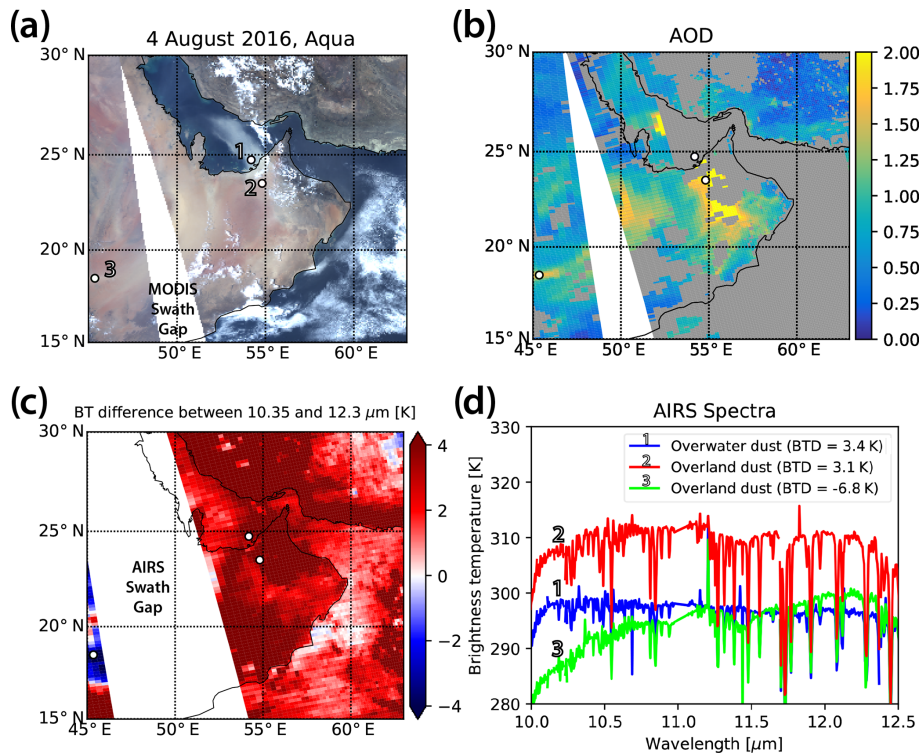 (a)
4 August 2016, Aqua
30° N
25° N
20° N
15° N
50° E
55° E
60° E
1
2
3
MODIS
Swath
Gap
(b)
AOD
30° N
25° N
20° N
15° N
45° E
50° E
55° E
60° E
2.00
1.75
1.50
1.25
1.00
0.75
0.50
0.25
0.00
(c)
BT difference between 10.35 and 12.3 μm [K]
30° N
25° N
20° N
15° N
45° E
50° E
55° E
60° E
AIRS
Swath
Gap
4
2
0
−2
−4
(d)
AIRS Spectra
Brightness temperature [K]
330
320
310
300
290
280
1 Overwater dust (BTD = 3.4 K)
2 Overland dust (BTD = 3.1 K)
3 Overland dust (BTD = -6.8 K)
2
1
3
10.0
10.5
11.0
11.5
12.0
12.5
Wavelength [μm]